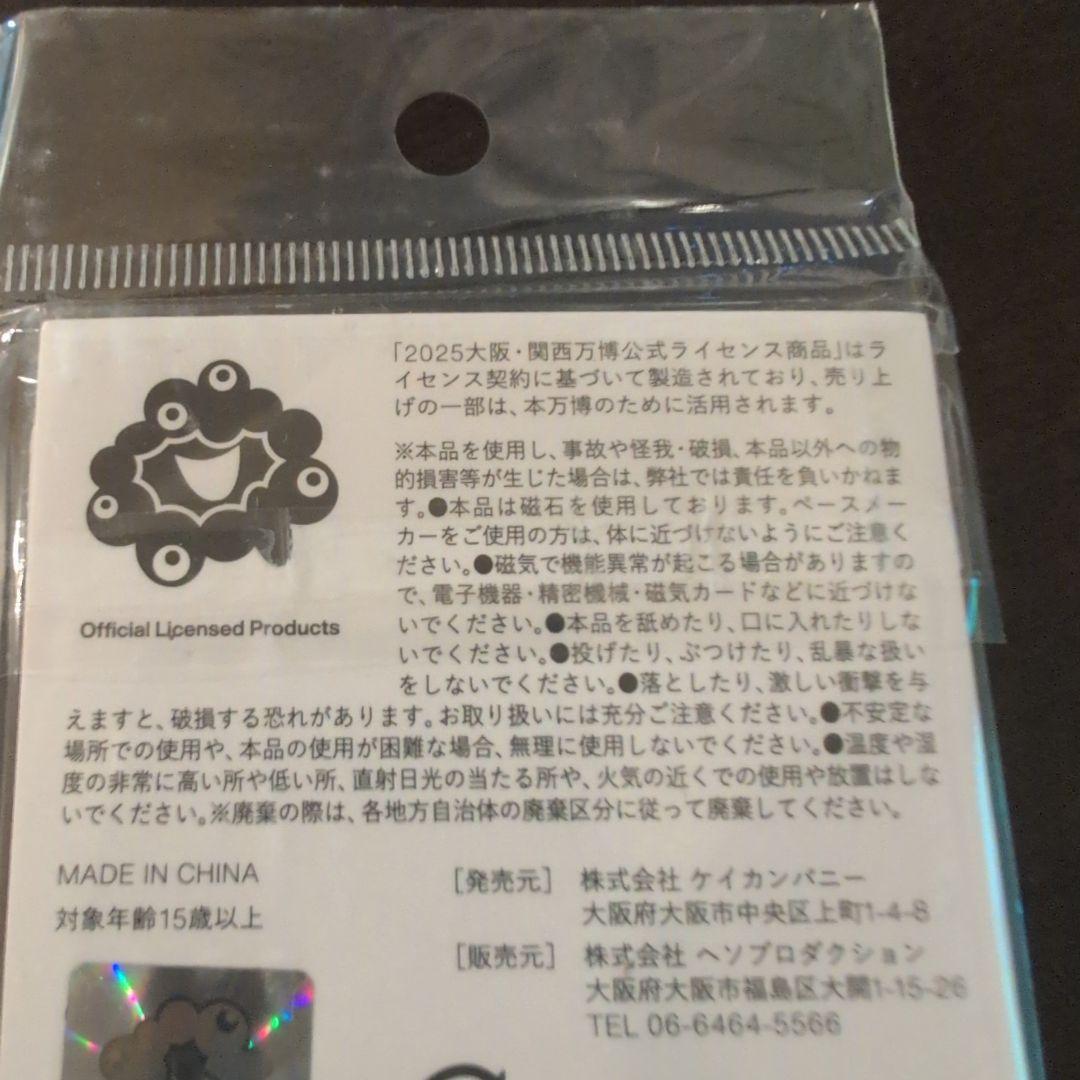 「2025大阪・関西万博公式ライセンス商品」はラ
イセンス契約に基づいて製造されており、売り上
げの一部は、本万博のために活用されます。
※本品を使用し、事故や怪我・破損、本品以外への物
的損害等が生じた場合は、弊社では責任を負いかねま
す。●本品は磁石を使用しております。ペースメー
カーをご使用の方は、体に近づけないようにご注意く
ださい。●磁気で機能異常が起こる場合がありますの
で、電子機器・精密機械・磁気カードなどに近づけな
いでください。●本品を舐めたり、口に入れたりしな
いでください。●投げたり、ぶつけたり、乱暴な扱い
をしないでください。●落としたり、激しい衝撃を与
えますと、破損する恐れがあります。お取り扱いには充分ご注意ください。●不安定な
場所での使用や、本品の使用が困難な場合、無理に使用しないでください。●温度や湿
度の非常に高い所や低い所、直射日光の当たる所や、火気の近くでの使用や放置はしな
いでください。※廃棄の際は、各地方自治体の廃棄区分に従って廃棄してください。
Official Licensed Products
MADE IN CHINA
対象年齢15歳以上
[発売元] 株式会社 ケイカンパニー
大阪府大阪市中央区上町1-4-8
[販売元] 株式会社 ヘソプロダクション
大阪府大阪市福島区大開1-15-26
TEL 06-6464-5566